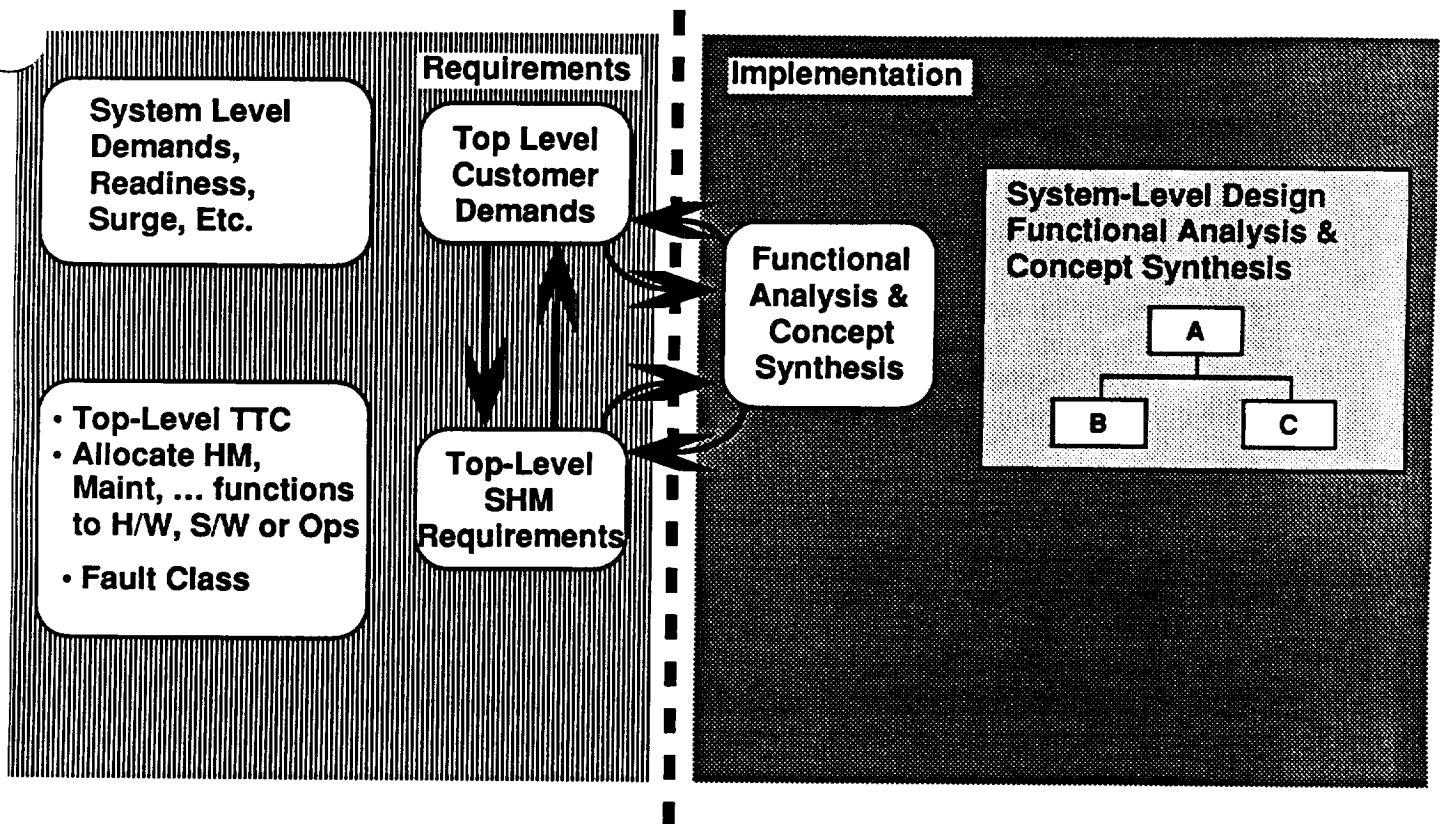 Requirements
System Level
Demands,
Readiness,
Surge, Etc.
Top Level
Customer
Demands
• Top-Level TTC
• Allocate HM,
Maint, ... functions
to H/W, S/W or Ops
• Fault Class
Top-Level
SHM
Requirements
Implementation
Functional
Analysis &
Concept
Synthesis
System-Level Design
Functional Analysis &
Concept Synthesis
A
B
C